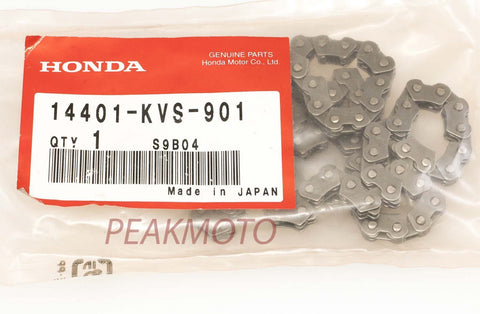 GENUINE PARTS
Honda Motor Co., Ltd
HONDA
14401-KVS-901
QTY 1 S9B04
Made in JAPAN
PEAKMOTO